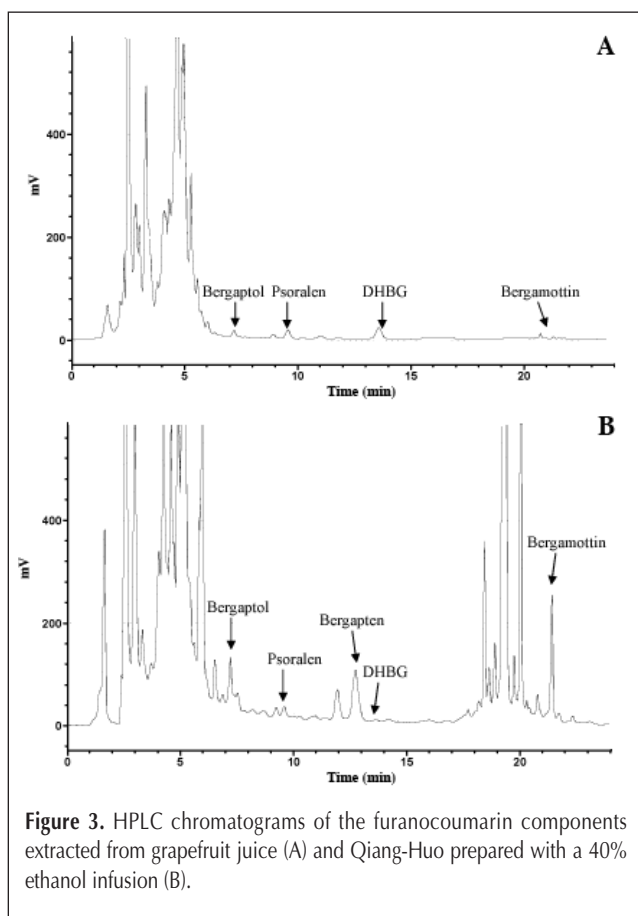 A
400
200
0
mV
Bergaptol
Psoralen
DHBG
Bergamottin
0
5
10
15
20
Time (min)
B
400
200
0
mV
Bergaptol
Psoralen
Bergapten
DHBG
Bergamottin
0
5
10
15
20
Time (min)
Figure 3. HPLC chromatograms of the furanocoumarin components
extracted from grapefruit juice (A) and Qiang-Huo prepared with a 40%
ethanol infusion (B).